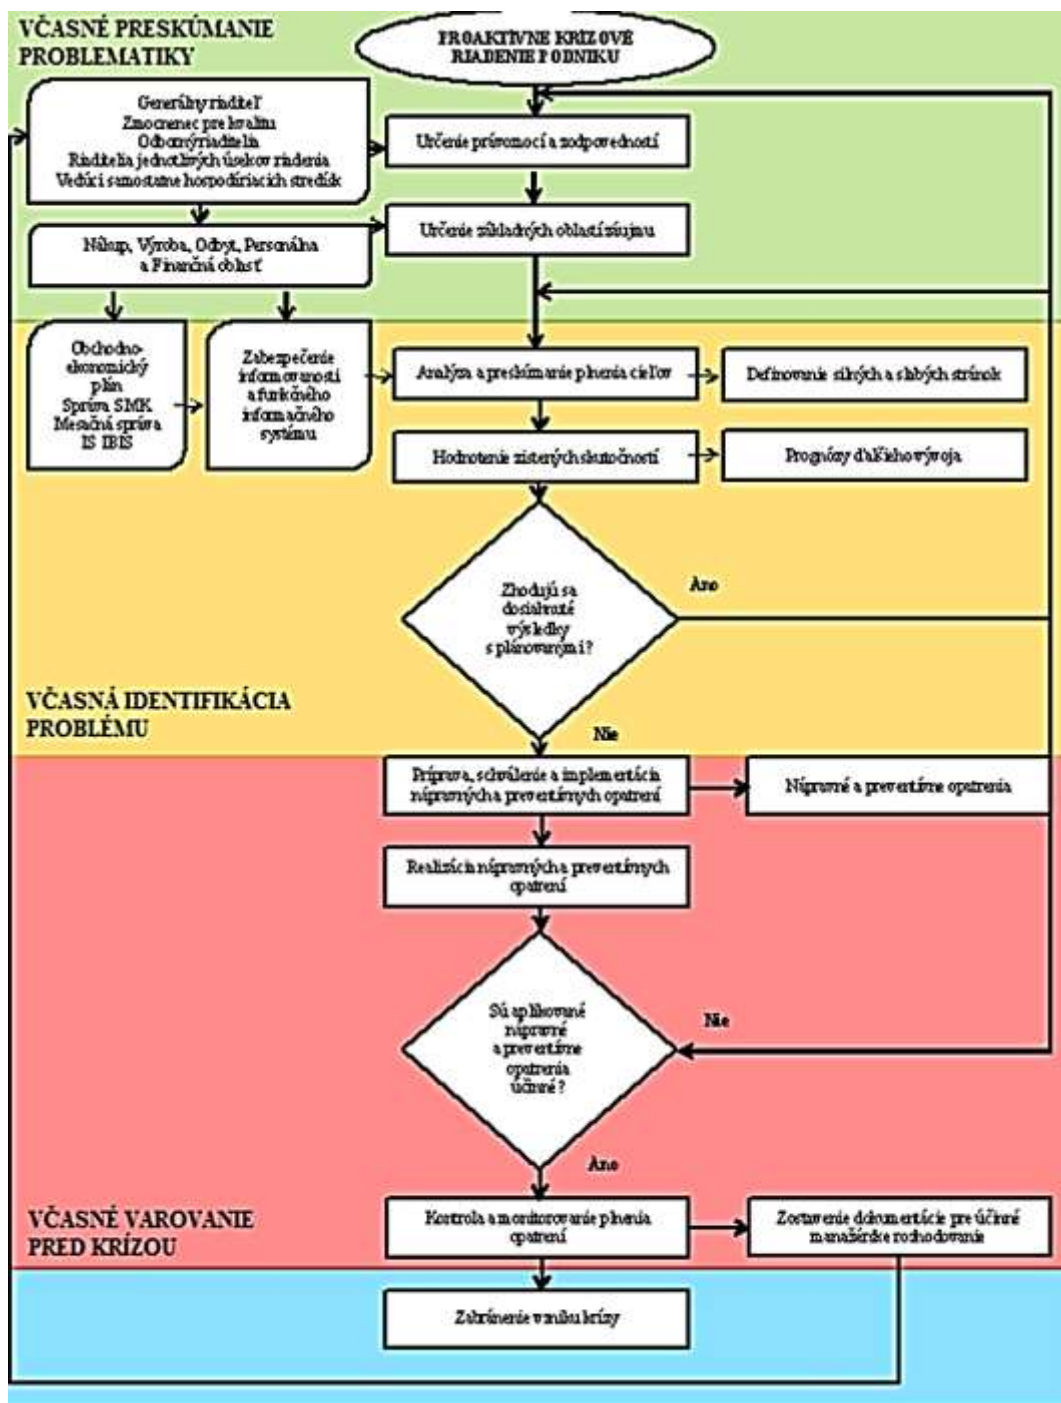 VČASNÉ PRESKÚMANIE
PROBLEMATIKY
PROAKTÍVNE KRÍZOVÉ
RIADENIE PODNIKU
Generálny riaditeľ
Zmocnenec pre kvalitu
Odborný riaditelia
Riaditelia jednotlivých úsekov riadenia
Vedúci samostatne hospodáriacich stredísk
Určenie právomocí a zodpovedností
Nákup, Výroba, Odbyt, Personálna
a Finančná oblasť
Určenie základných oblastí záujmu
Obchodno-
ekonomický
plán
Správa SMK
Mesačná správa
IS IBIS
Zabezpečenie
informovanosti
a funkčného
informačného
systému
Analýza a preskúmanie plnenia cieľov
Definovanie silných a slabých stránok
Hodnotenie zistených skutočností
Prognózy ďalšieho vývoja
Zhodujú sa
dosiahnuté
výsledky
s plánovanými?
Áno
VČASNÁ IDENTIFIKÁCIA
PROBLÉMU
Nie
Príprava, schválenie a implementácia
nápravných a preventívnych opatrení
Nápravné a preventívne opatrenia
Realizácia nápravných a preventívnych
opatrení
Sú aplikované
nápravné
a preventívne
opatrenia
účinné?
Nie
Áno
VČASNÉ VAROVANIE
PRED KRÍZOU
Kontrola a monitorovanie plnenia
opatrení
Zostavenie dokumentácie pre účinné
manažérske rozhodovanie
Zabránenie vzniku krízy